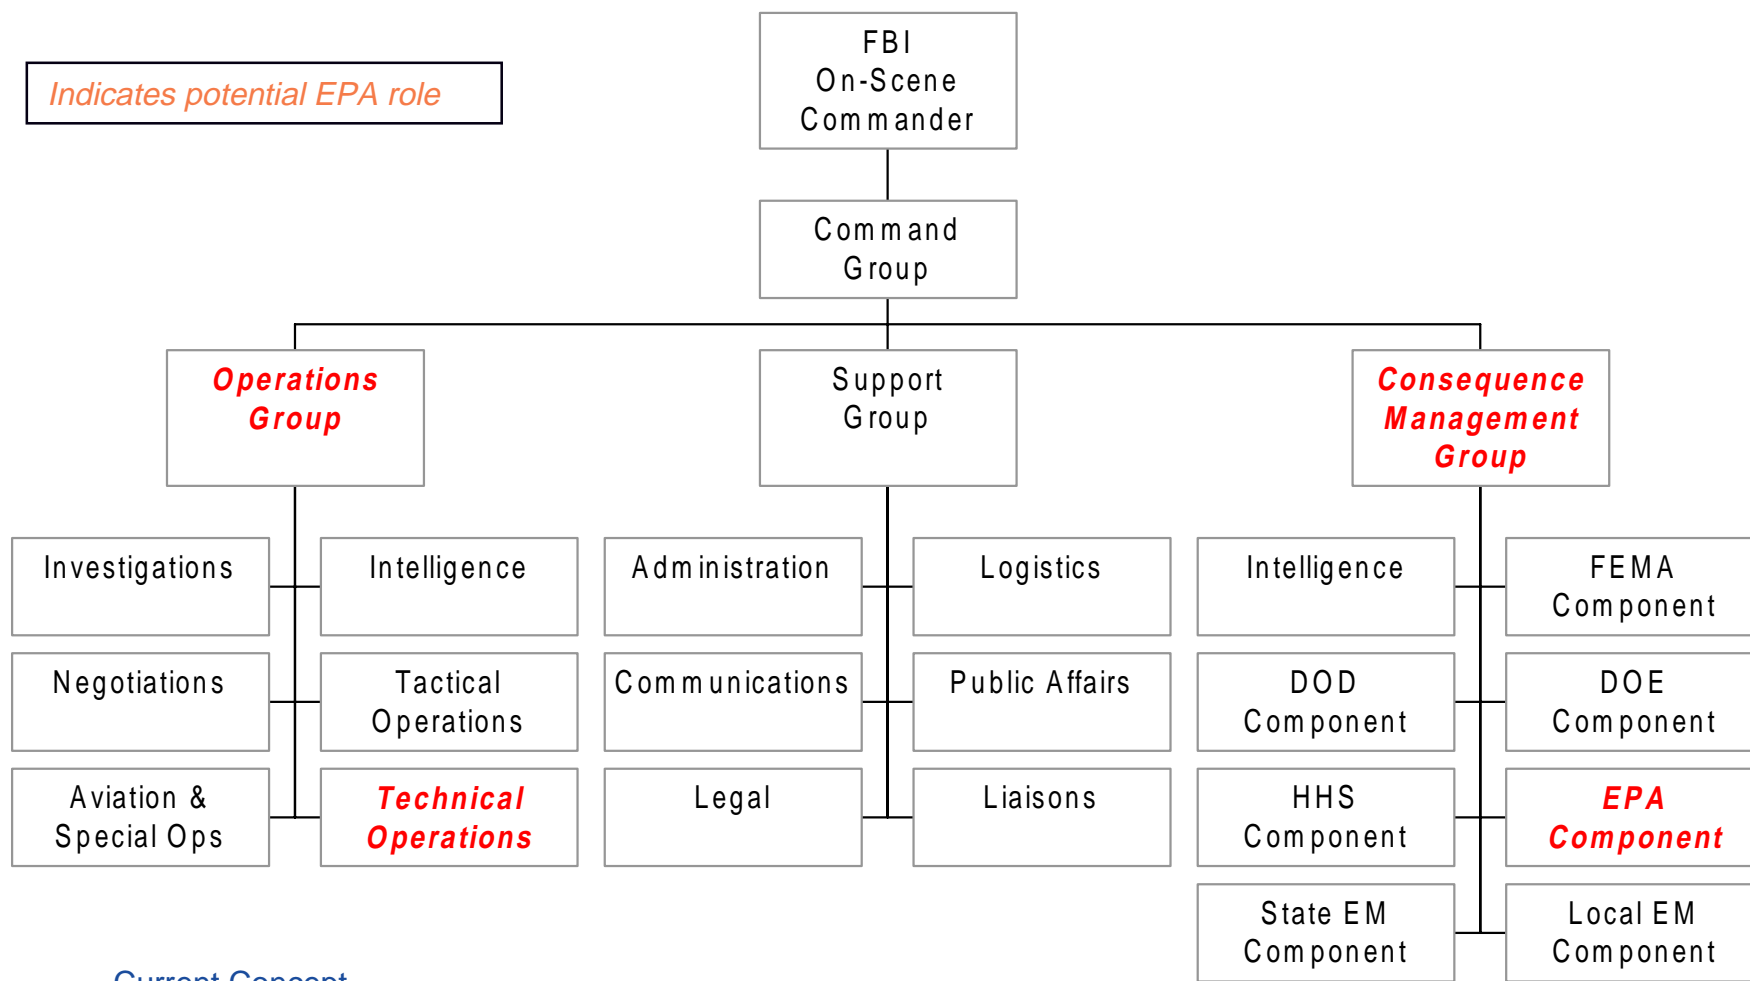 Indicates potential EPA role
FBI
On-Scene
Commander
Command
Group
Operations
Group
Support
Group
Consequence
Management
Group
Investigations
Intelligence
Administration
Logistics
Intelligence
FEMA
Component
Negotiations
Tactical
Operations
Communications
Public Affairs
DOD
Component
DOE
Component
Aviation &
Special Ops
Technical
Operations
Legal
Liaisons
HHS
Component
EPA
Component
State EM
Component
Local EM
Component
Current Concept